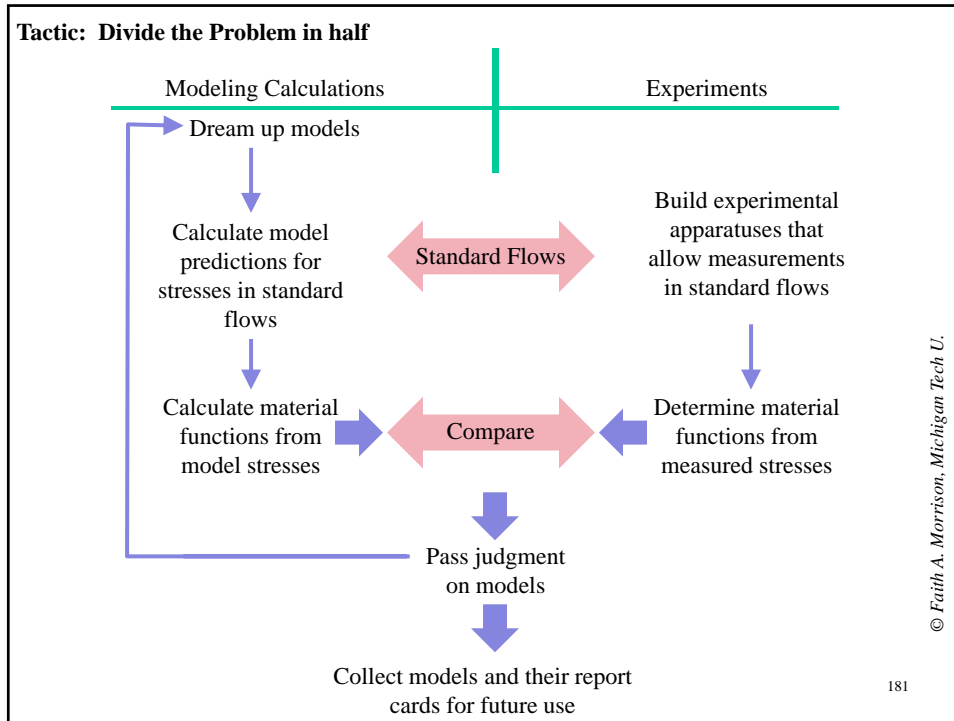 Tactic: Divide the Problem in half
Modeling Calculations
Experiments
Dream up models
Calculate model
predictions for
stresses in standard
flows
Standard Flows
Build experimental
apparatuses that
allow measurements
in standard flows
Calculate material
functions from
model stresses
Compare
Determine material
functions from
measured stresses
Pass judgment
on models
Collect models and their report
cards for future use
© Faith A. Morrison, Michigan Tech U.
181